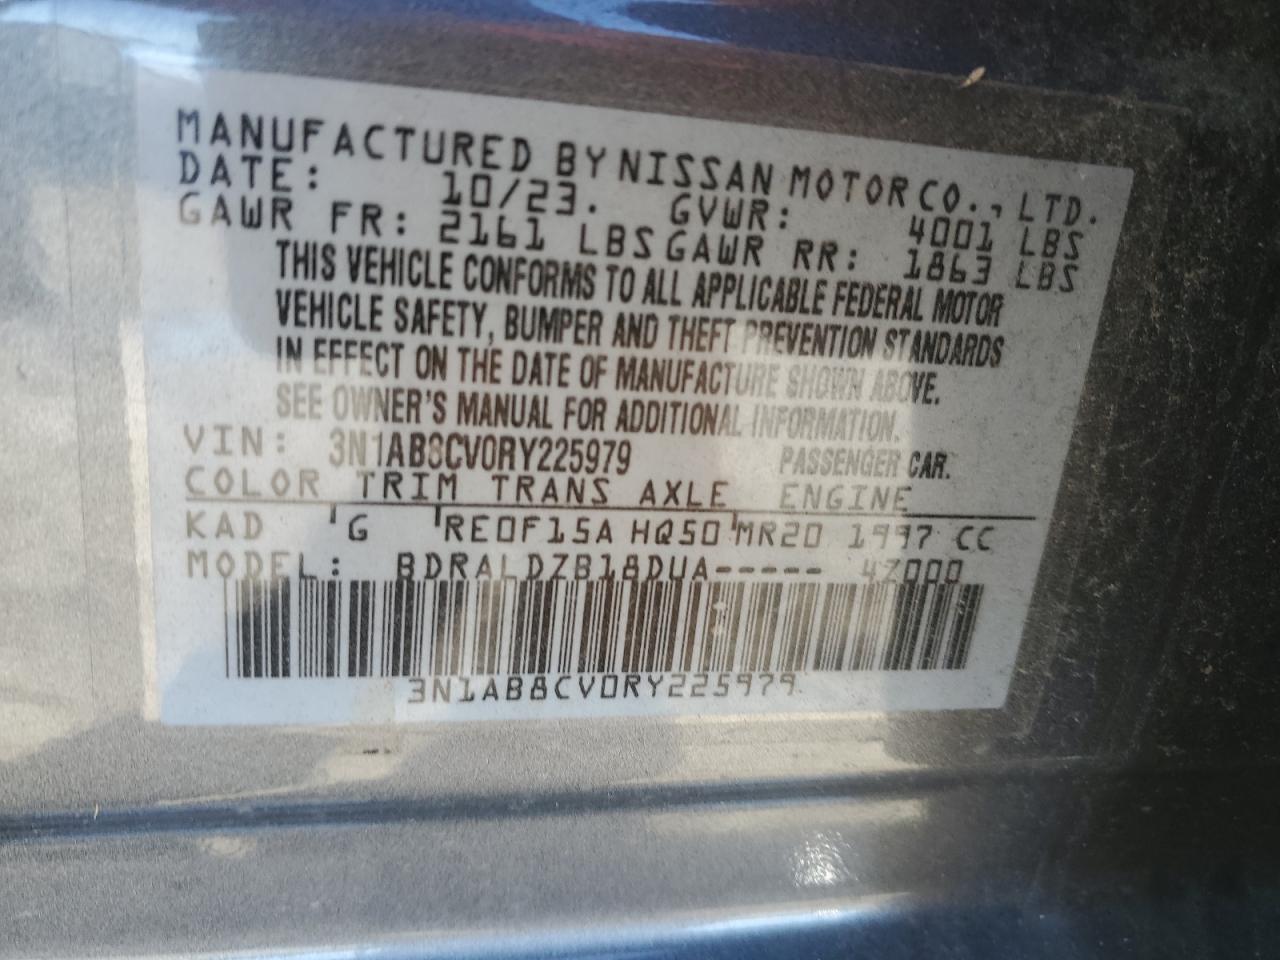 MANUFACTURED BY NISSAN MOTOR CO., LTD.
DATE: 10/23. GVWR: 4001 LBS
GAWR FR: 2161 LBS GAWR RR: 1863 LBS
THIS VEHICLE CONFORMS TO ALL APPLICABLE FEDERAL MOTOR
VEHICLE SAFETY, BUMPER AND THEFT PREVENTION STANDARDS
IN EFFECT ON THE DATE OF MANUFACTURE SHOWN ABOVE.
SEE OWNER'S MANUAL FOR ADDITIONAL INFORMATION.
VIN: 3N1AB8CV0RY225979 PASSENGER CAR.
COLOR TRIM TRANS AXLE ENGINE
KAD G RE0F15A HQ50 MR20 1997 CC
MODEL: BDRALDZB18DUA----- 4Z000
3N1AB8CV0RY225979